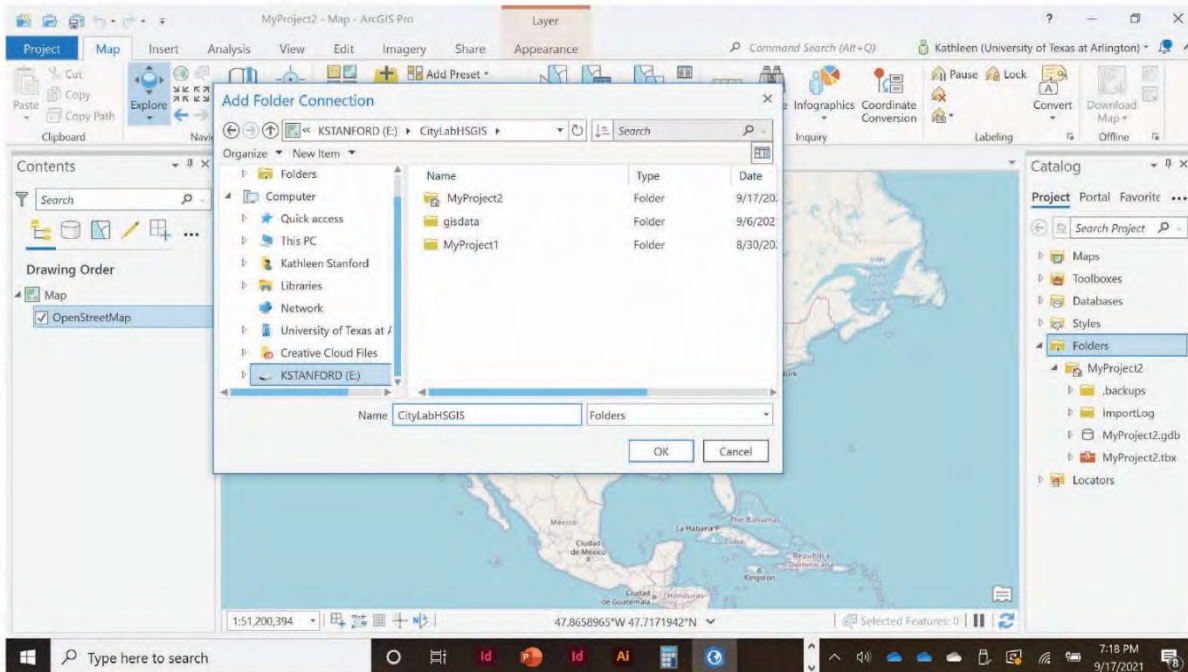 MyProject2 - Map - ArcGIS Pro
Layer
?
Project Map Insert Analysis View Edit Imagery Share Appearance
Command Search (Alt+Q)
Kathleen (University of Texas at Arlington)
Paste
Cut
Copy
Copy Path
Clipboard
Explore
Navi
Add Preset
e Infographics
Coordinate Conversion
Inquiry
Pause
Lock
Labeling
Convert
Download Map
Offline
Contents
Search
Drawing Order
Map
OpenStreetMap
Add Folder Connection
« KSTANFORD (E:) CityLabHSGIS
Search
Organize New Item
Folders
Computer
Quick access
This PC
Kathleen Stanford
Libraries
Network
University of Texas at A
Creative Cloud Files
KSTANFORD (E:)
Name Type Date
MyProject2 Folder 9/17/20
gisdata Folder 9/6/202
MyProject1 Folder 8/30/20
Name CityLabHSGIS Folders
OK Cancel
México
Ciudad
de México
La Habana
Cuba
The Bahamas
República
Dominicana
Kingston
Ciudad
de Guatemala
Honduras
Catalog
Project Portal Favorite ...
Search Project
Maps
Toolboxes
Databases
Styles
Folders
MyProject2
.backups
ImportLog
MyProject2.gdb
MyProject2.tbx
Locators
1:51,200,394
47.8658965°W 47.7171942°N
Selected Features: 0
Type here to search
Id
Id
Ai
7:18 PM
9/17/2021
8